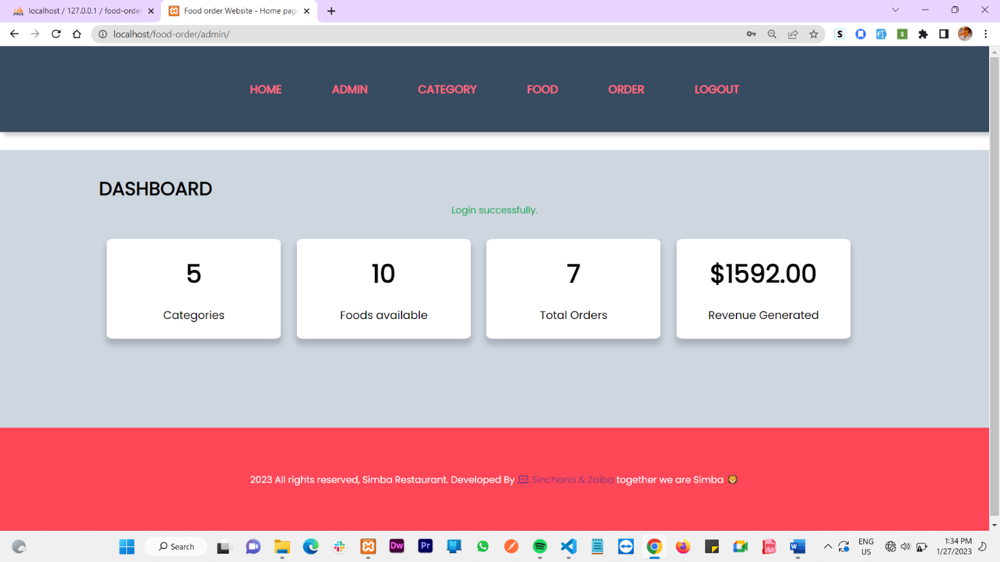 localhost / 127.0.0.1 / food-order
Food order Website - Home page
localhost/food-order/admin/
HOME ADMIN CATEGORY FOOD ORDER LOGOUT
DASHBOARD
Login successfully.
5
Categories
10
Foods available
7
Total Orders
$1592.00
Revenue Generated
2023 All rights reserved, Simba Restaurant. Developed By Sinchana & Zaiba together we are Simba 🦁
Search
Dw
Pr
PDF
W
ENG
US
1:34 PM
1/27/2023